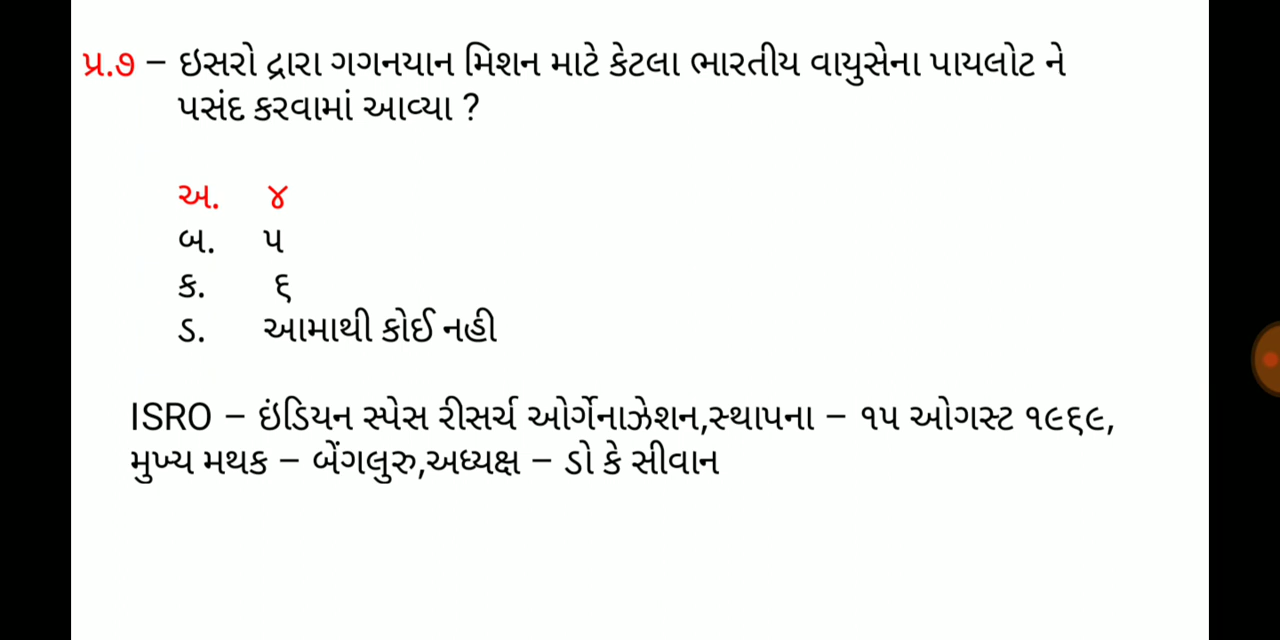 પ્ર.૭ – ઇસરો દ્વારા ગગનયાન મિશન માટે કેટલા ભારતીય વાયુસેના પાયલોટ ને
પસંદ કરવામાં આવ્યા ?
અ. ૪
બ. ૫
ક. ૬
ડ. આમાથી કોઈ નહી
ISRO – ઇંડિયન સ્પેસ રીસર્ચ ઓર્ગેનાઝેશન,સ્થાપના – ૧૫ ઓગસ્ટ ૧૯૬૯,
મુખ્ય મથક – બેંગલુરુ,અધ્યક્ષ – ડો કે સીવાન